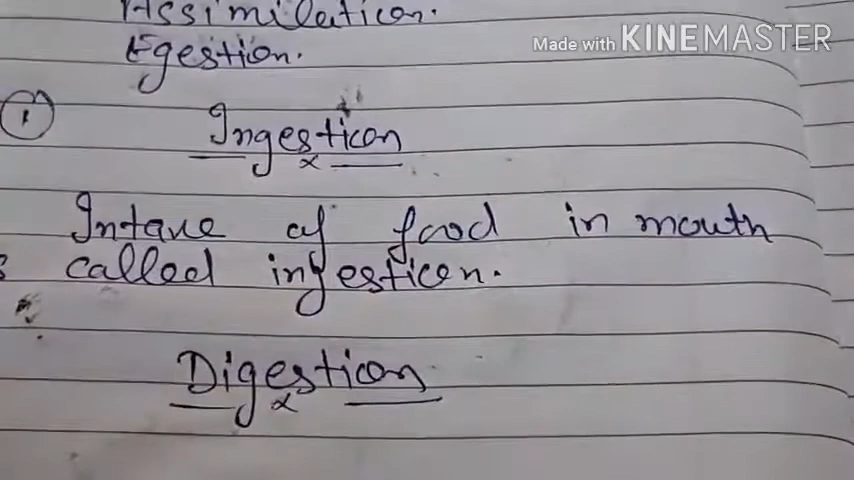 Assimilation.
Egestion.
Made with KINEMASTER
1
Ingestion
Intake of food in mouth
called ingestion.
Digestion